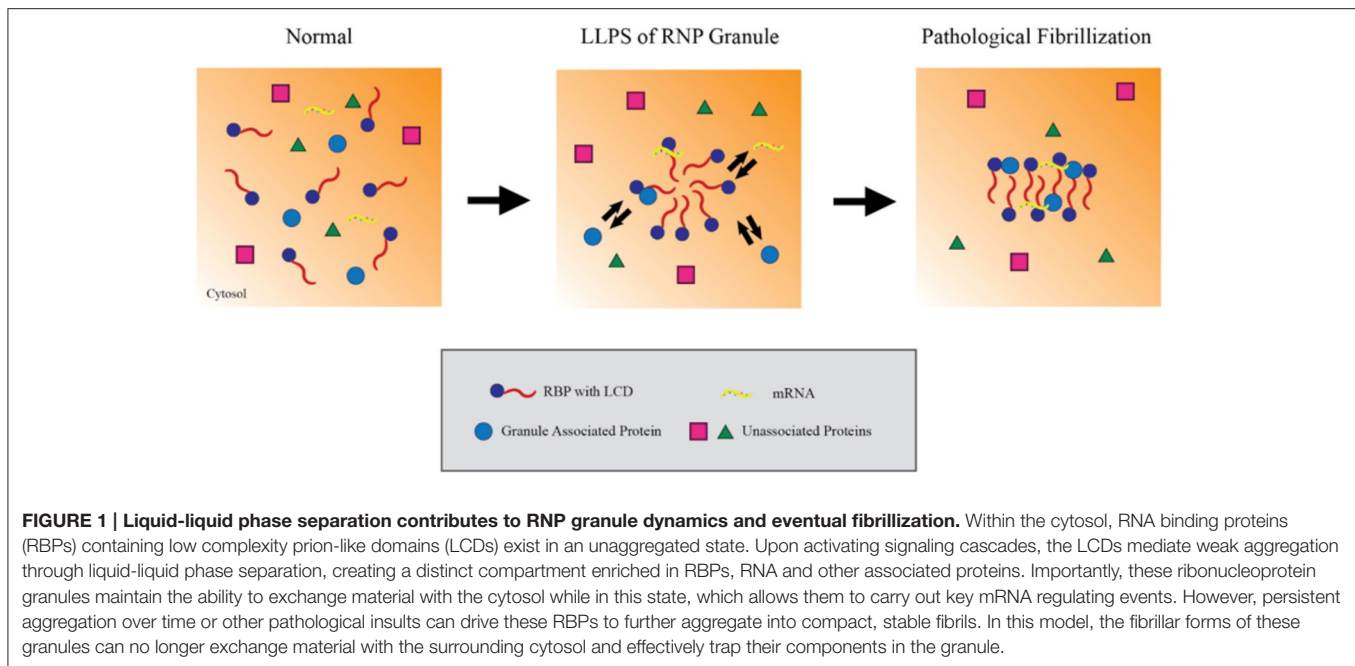 Normal
LLPS of RNP Granule
Pathological Fibrillization
Cytosol
RBP with LCD
mRNA
Granule Associated Protein
Unassociated Proteins
FIGURE 1 | Liquid-liquid phase separation contributes to RNP granule dynamics and eventual fibrillization. Within the cytosol, RNA binding proteins
(RBPs) containing low complexity prion-like domains (LCDs) exist in an unaggregated state. Upon activating signaling cascades, the LCDs mediate weak aggregation
through liquid-liquid phase separation, creating a distinct compartment enriched in RBPs, RNA and other associated proteins. Importantly, these ribonucleoprotein
granules maintain the ability to exchange material with the cytosol while in this state, which allows them to carry out key mRNA regulating events. However, persistent
aggregation over time or other pathological insults can drive these RBPs to further aggregate into compact, stable fibrils. In this model, the fibrillar forms of these
granules can no longer exchange material with the surrounding cytosol and effectively trap their components in the granule.